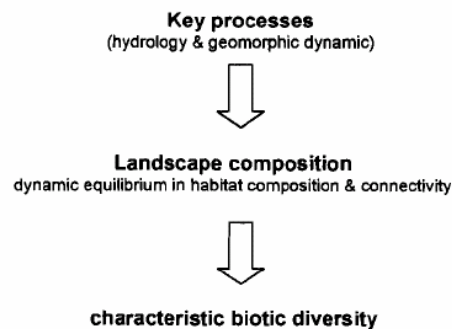 Key processes
(hydrology & geomorphic dynamic)
Landscape composition
dynamic equilibrium in habitat composition & connectivity
characteristic biotic diversity